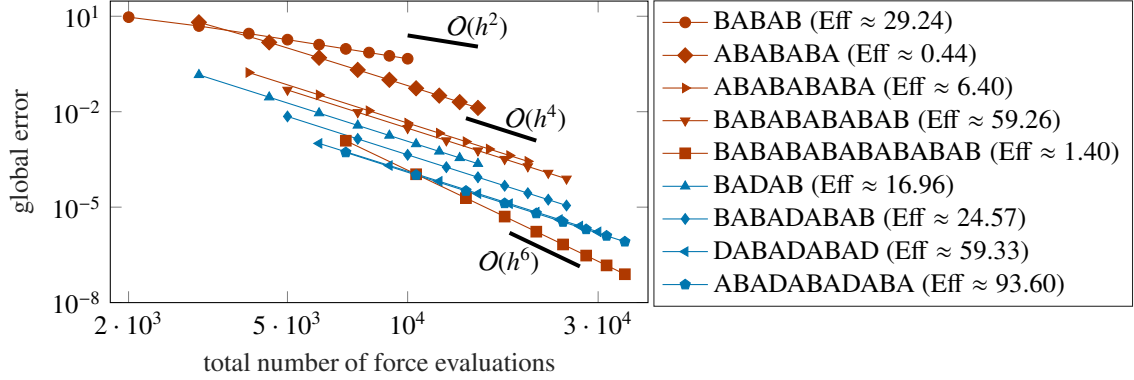 10^1
10^−2
10^−5
10^−8
global error
2 · 10^3
5 · 10^3
10^4
3 · 10^4
total number of force evaluations
O(h^2)
O(h^4)
O(h^6)
BABAB (Eff ≈ 29.24)
ABABABA (Eff ≈ 0.44)
ABABABABA (Eff ≈ 6.40)
BABABABABAB (Eff ≈ 59.26)
BABABABABABABAB (Eff ≈ 1.40)
BADAB (Eff ≈ 16.96)
BABADABAB (Eff ≈ 24.57)
DABADABAD (Eff ≈ 59.33)
ABADABADABA (Eff ≈ 93.60)